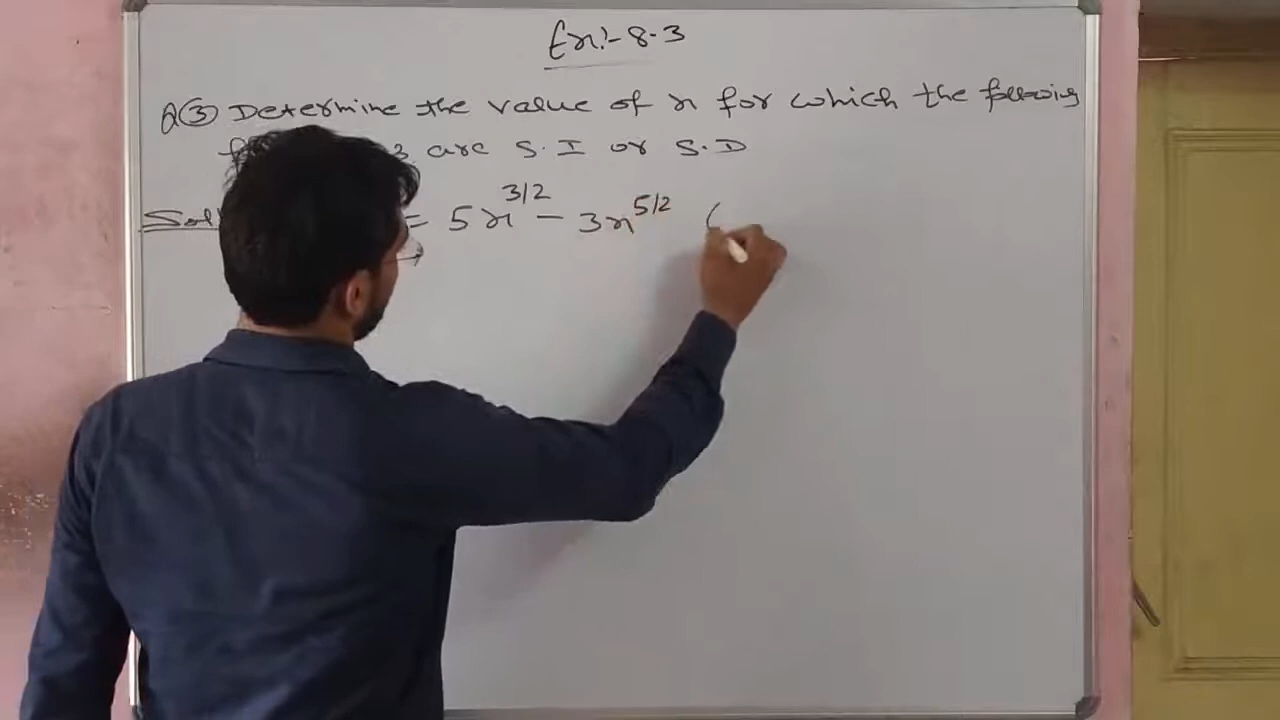 Ex:- 8.3
Q(3) Determine the value of x for which the following
are S.I or S.D
Sol = 5x^{3/2} - 3x^{5/2} (